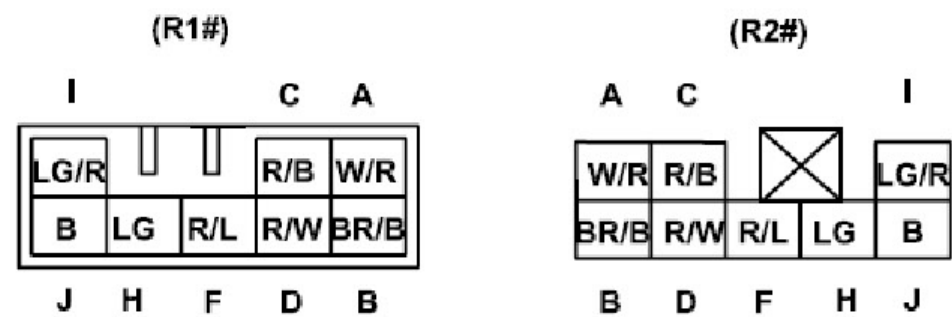 (R1#) (R2#)
I C A A C I
LG/R R/B W/R W/R R/B LG/R
B LG R/L R/W BR/B BR/B R/W R/L LG B
J H F D B B D F H J